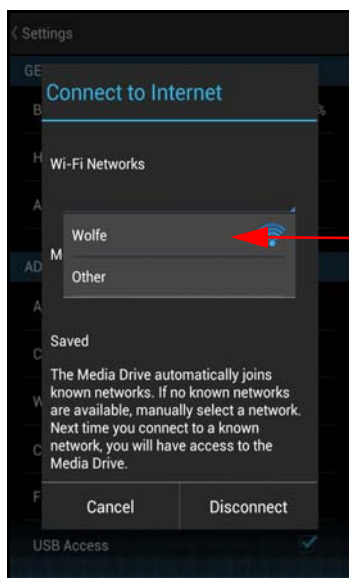 Settings
GE
Connect to Internet
B
%
H
Wi-Fi Networks
A
Wolfe
M
Other
AD
A
Saved
C
The Media Drive automatically joins
known networks. If no known networks
W
are available, manually select a network.
Next time you connect to a known
C
network, you will have access to the
Media Drive.
F
Cancel
Disconnect
USB Access